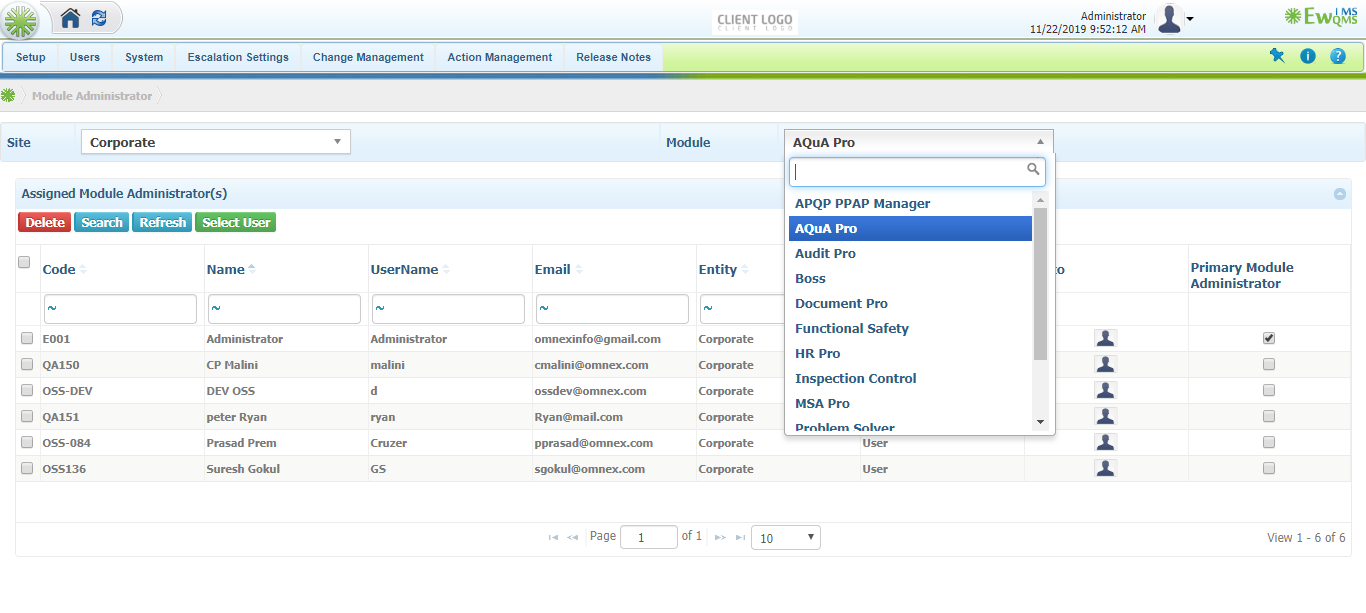 CLIENT LOGO
CLIENT LOGO
Administrator
11/22/2019 9:52:12 AM
EwQIMS
QMS
Setup Users System Escalation Settings Change Management Action Management Release Notes
Module Administrator
Site Corporate Module AQuA Pro
Assigned Module Administrator(s)
Delete Search Refresh Select User
Code Name UserName Email Entity to Primary Module
Administrator
~ ~ ~ ~ ~
E001 Administrator Administrator omnexinfo@gmail.com Corporate
QA150 CP Malini malini cmalini@omnex.com Corporate
OSS-DEV DEV OSS d ossdev@omnex.com Corporate
QA151 peter Ryan ryan Ryan@mail.com Corporate
OSS-084 Prasad Prem Cruzer pprasad@omnex.com Corporate User
OSS136 Suresh Gokul GS sgokul@omnex.com Corporate User
APQP PPAP Manager
AQuA Pro
Audit Pro
Boss
Document Pro
Functional Safety
HR Pro
Inspection Control
MSA Pro
Problem Solver
Page 1 of 1 10 View 1 - 6 of 6